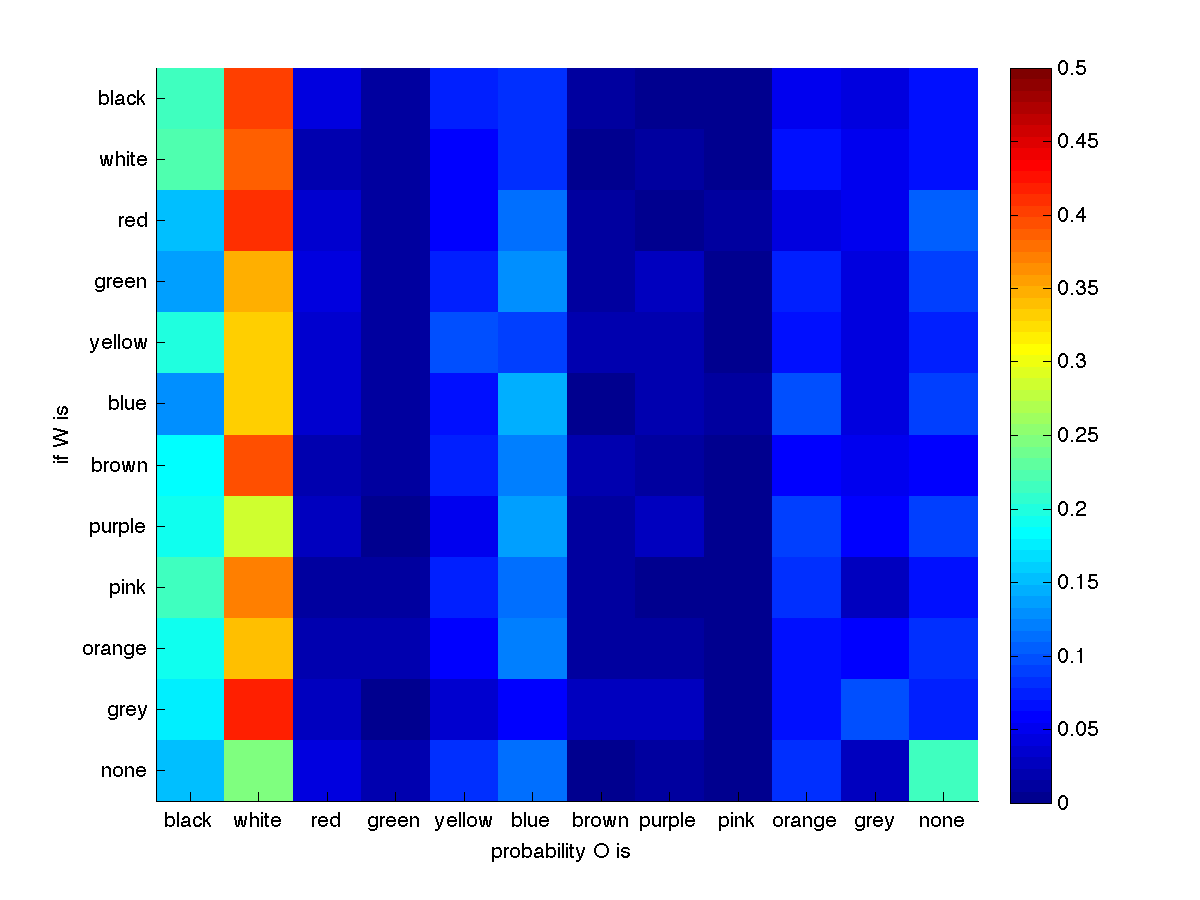 black
white
red
green
yellow
blue
brown
purple
pink
orange
grey
none
if W is
black white red green yellow blue brown purple pink orange grey none
probability O is
0.5
0.45
0.4
0.35
0.3
0.25
0.2
0.15
0.1
0.05
0